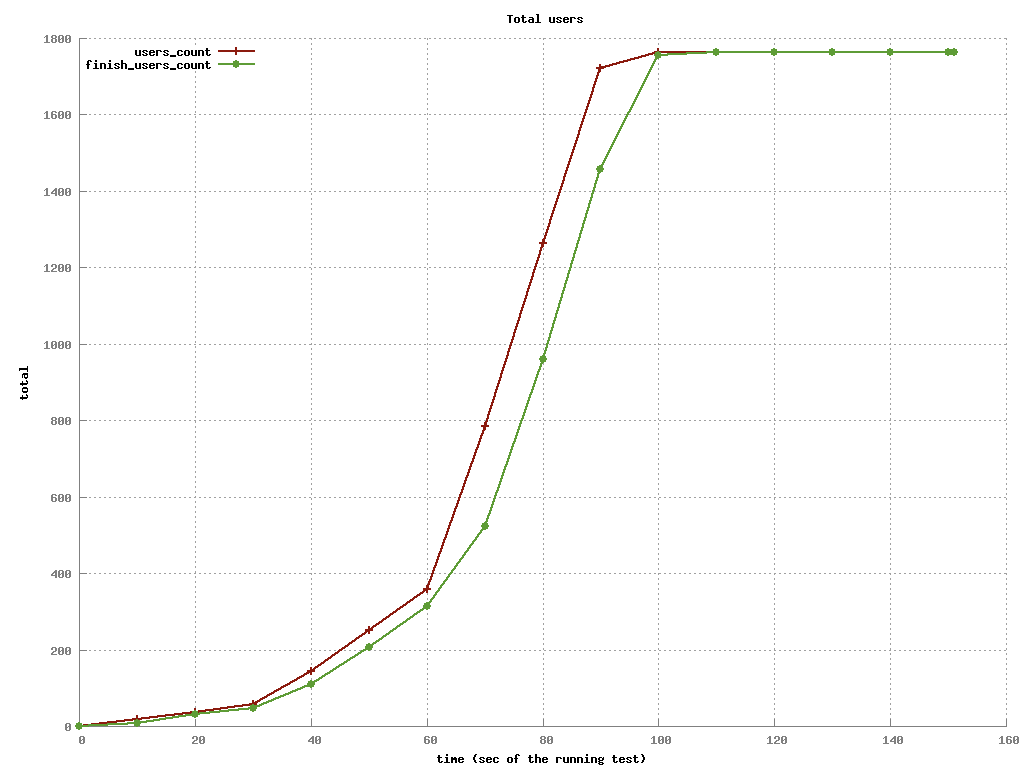 Total users
users_count
finish_users_count
1800
1600
1400
1200
1000
800
600
400
200
0
total
0 20 40 60 80 100 120 140 160
time (sec of the running test)